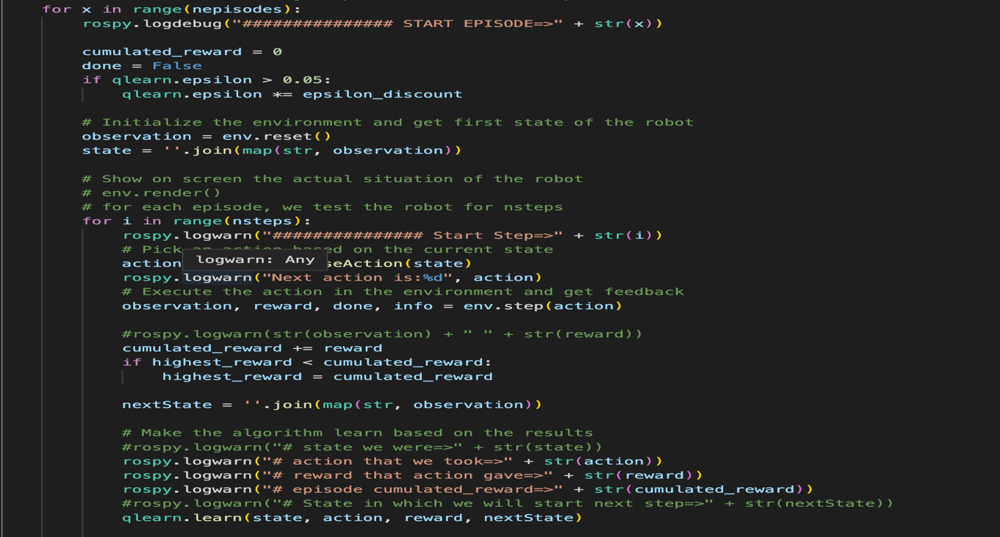 for x in range(nepisodes):
rospy.logdebug("############### START EPISODE=>" + str(x))
cumulated_reward = 0
done = False
if qlearn.epsilon > 0.05:
qlearn.epsilon *= epsilon_discount
# Initialize the environment and get first state of the robot
observation = env.reset()
state = ''.join(map(str, observation))
# Show on screen the actual situation of the robot
# env.render()
# for each episode, we test the robot for nsteps
for i in range(nsteps):
rospy.logwarn("############### Start Step=>" + str(i))
# Pick an action based on the current state
logwarn: Any
action seAction(state)
rospy.logwarn("Next action is:%d", action)
# Execute the action in the environment and get feedback
observation, reward, done, info = env.step(action)
#rospy.logwarn(str(observation) + " " + str(reward))
cumulated_reward += reward
if highest_reward < cumulated_reward:
highest_reward = cumulated_reward
nextState = ''.join(map(str, observation))
# Make the algorithm learn based on the results
#rospy.logwarn("# state we were=>" + str(state))
rospy.logwarn("# action that we took=>" + str(action))
rospy.logwarn("# reward that action gave=>" + str(reward))
rospy.logwarn("# episode cumulated_reward=>" + str(cumulated_reward))
#rospy.logwarn("# State in which we will start next step=>" + str(nextState))
qlearn.learn(state, action, reward, nextState)